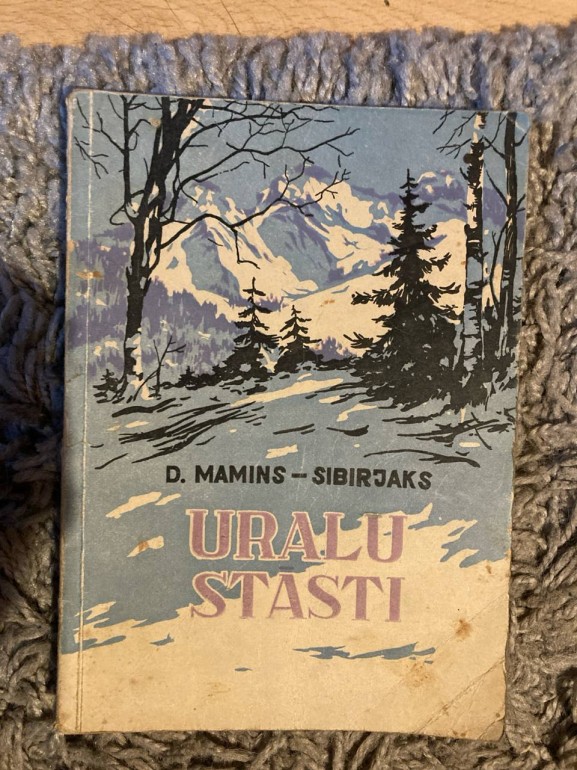 D. MAMINS – SIBIRJAKS
URALU
STĀSTI